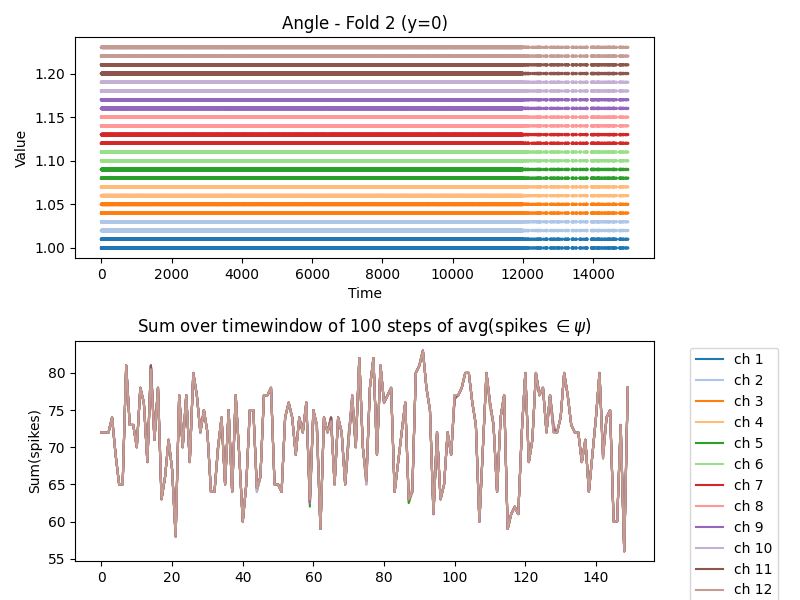 Angle - Fold 2 (y=0)
Value
1.20
1.15
1.10
1.05
1.00
0 2000 4000 6000 8000 10000 12000 14000
Time
Sum over timewindow of 100 steps of avg(spikes ∈ ψ)
Sum(spikes)
80
75
70
65
60
55
0 20 40 60 80 100 120 140
ch 1
ch 2
ch 3
ch 4
ch 5
ch 6
ch 7
ch 8
ch 9
ch 10
ch 11
ch 12